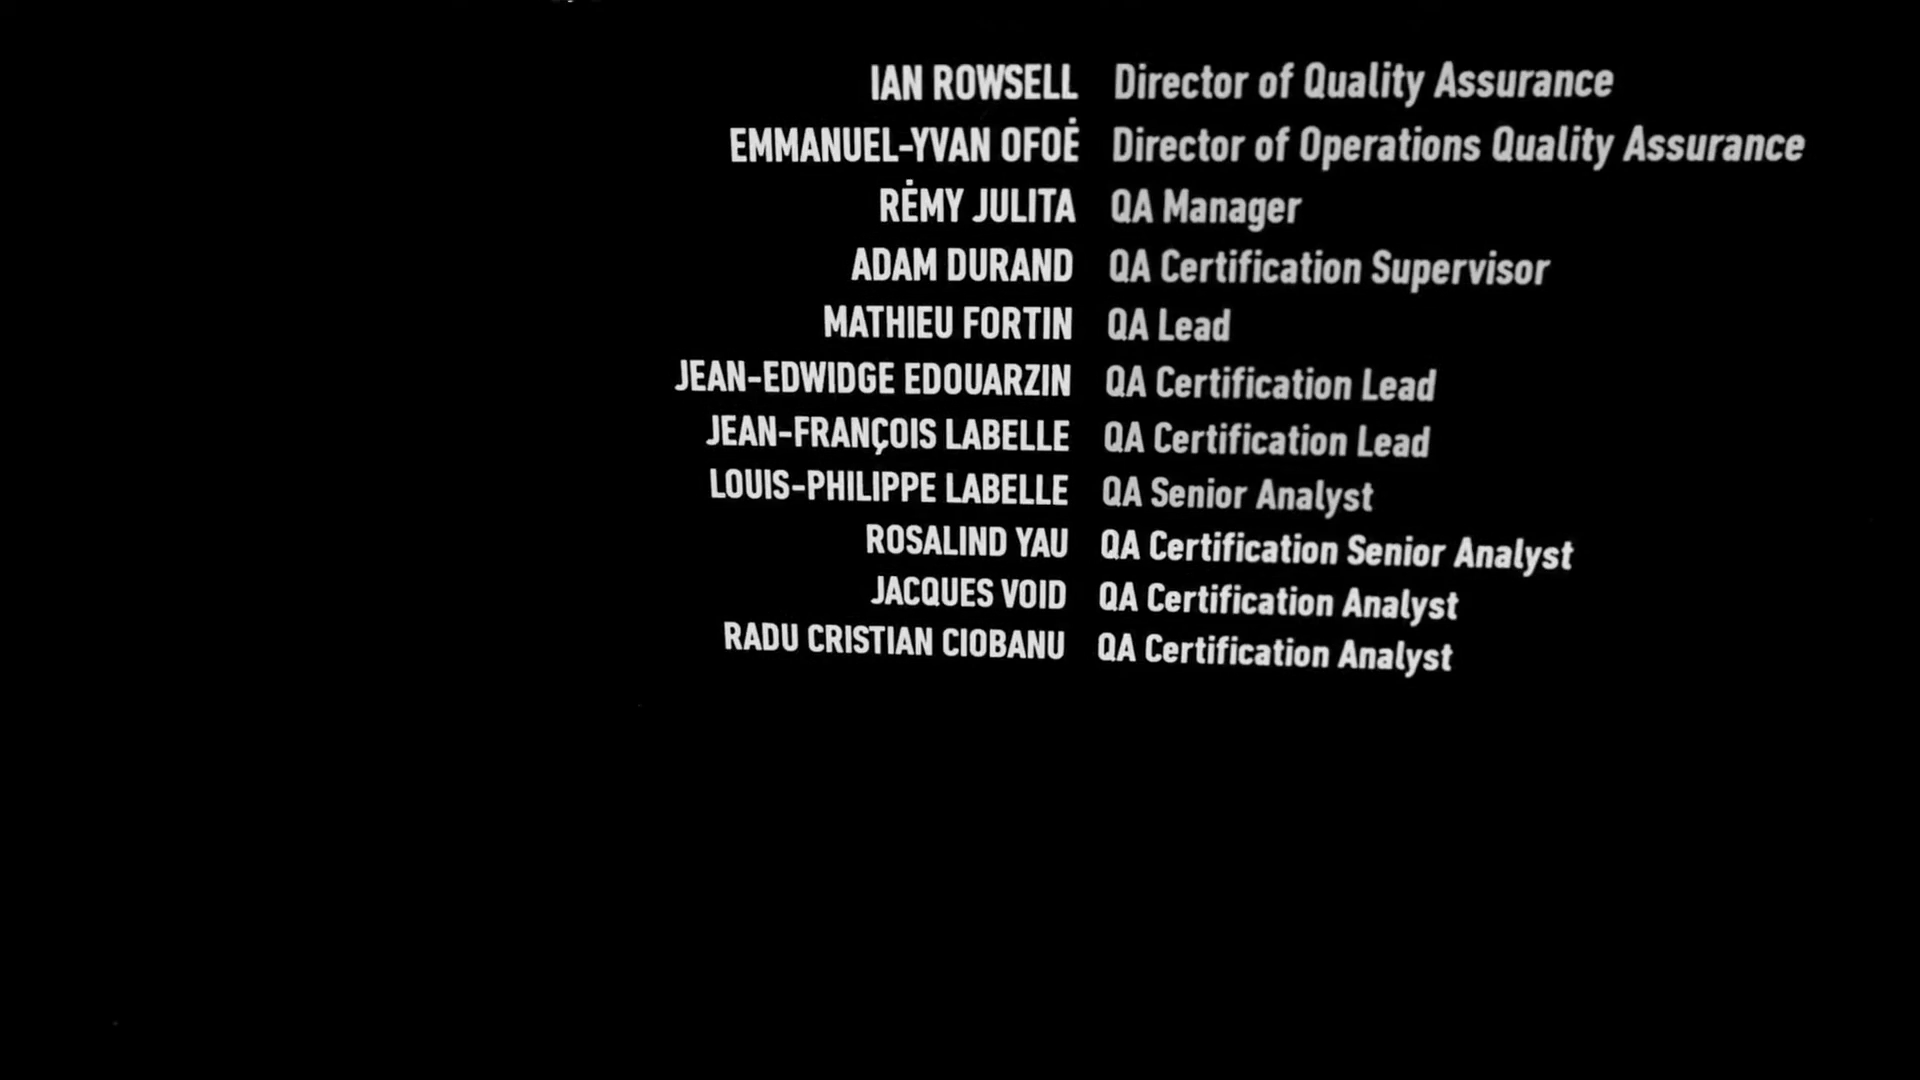 IAN ROWSELL Director of Quality Assurance
EMMANUEL-YVAN OFOĖ Director of Operations Quality Assurance
RĖMY JULITA QA Manager
ADAM DURAND QA Certification Supervisor
MATHIEU FORTIN QA Lead
JEAN-EDWIDGE EDOUARZIN QA Certification Lead
JEAN-FRANÇOIS LABELLE QA Certification Lead
LOUIS-PHILIPPE LABELLE QA Senior Analyst
ROSALIND YAU QA Certification Senior Analyst
JACQUES VOID QA Certification Analyst
RADU CRISTIAN CIOBANU QA Certification Analyst